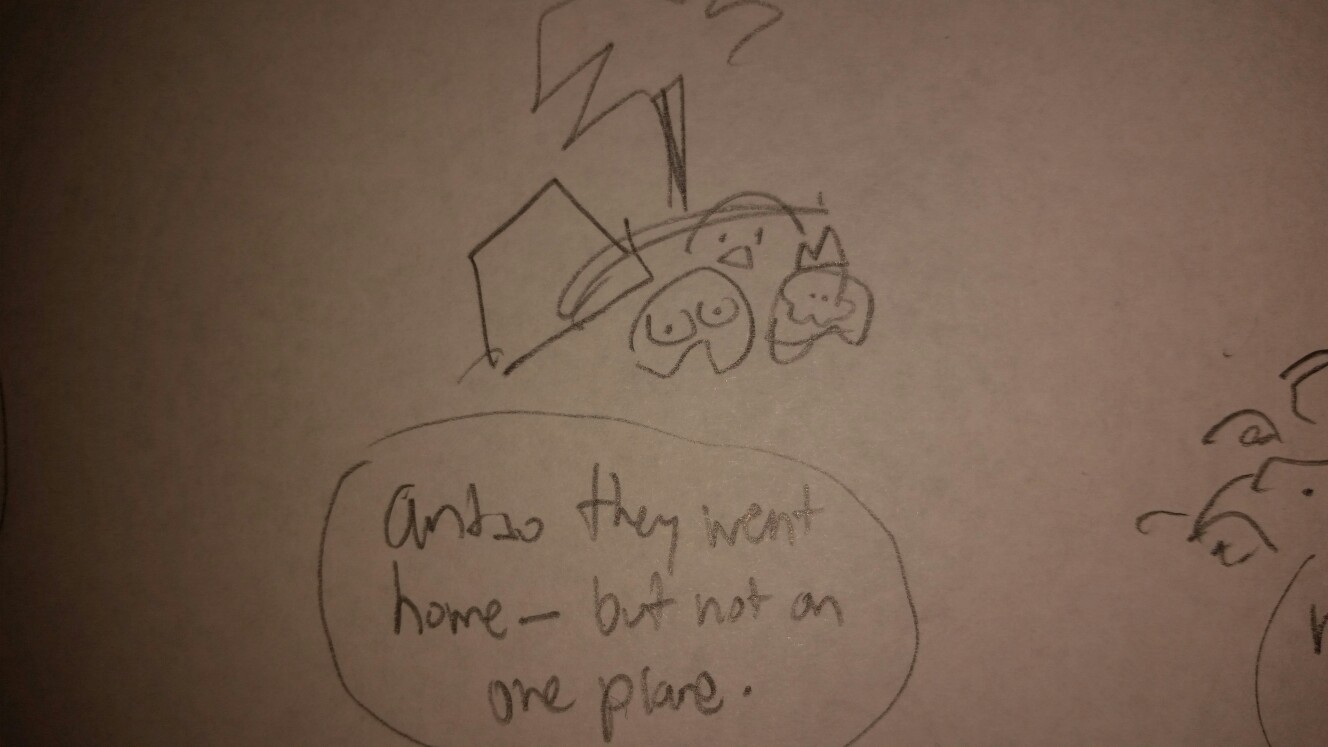 and so they went
home — but not on
one plane.